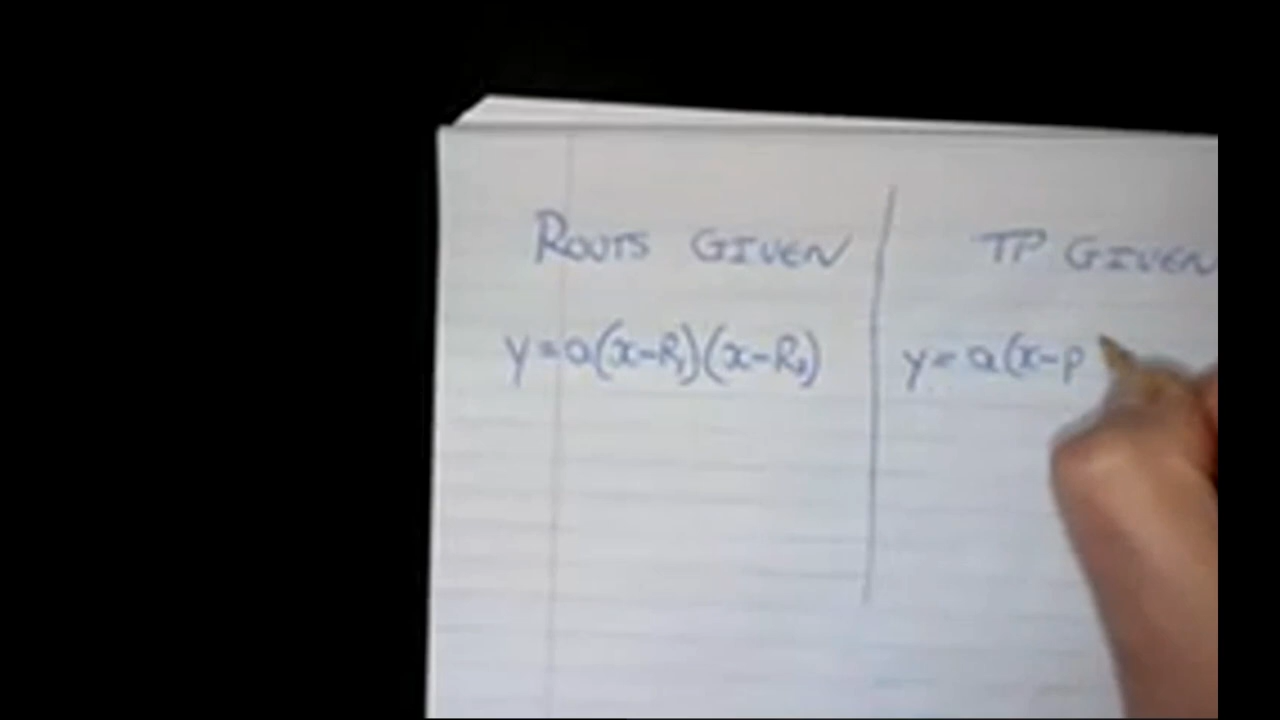 ROOTS GIVEN
TP GIVEN
y=a(x-R₁)(x-R₂)
y=a(x-p